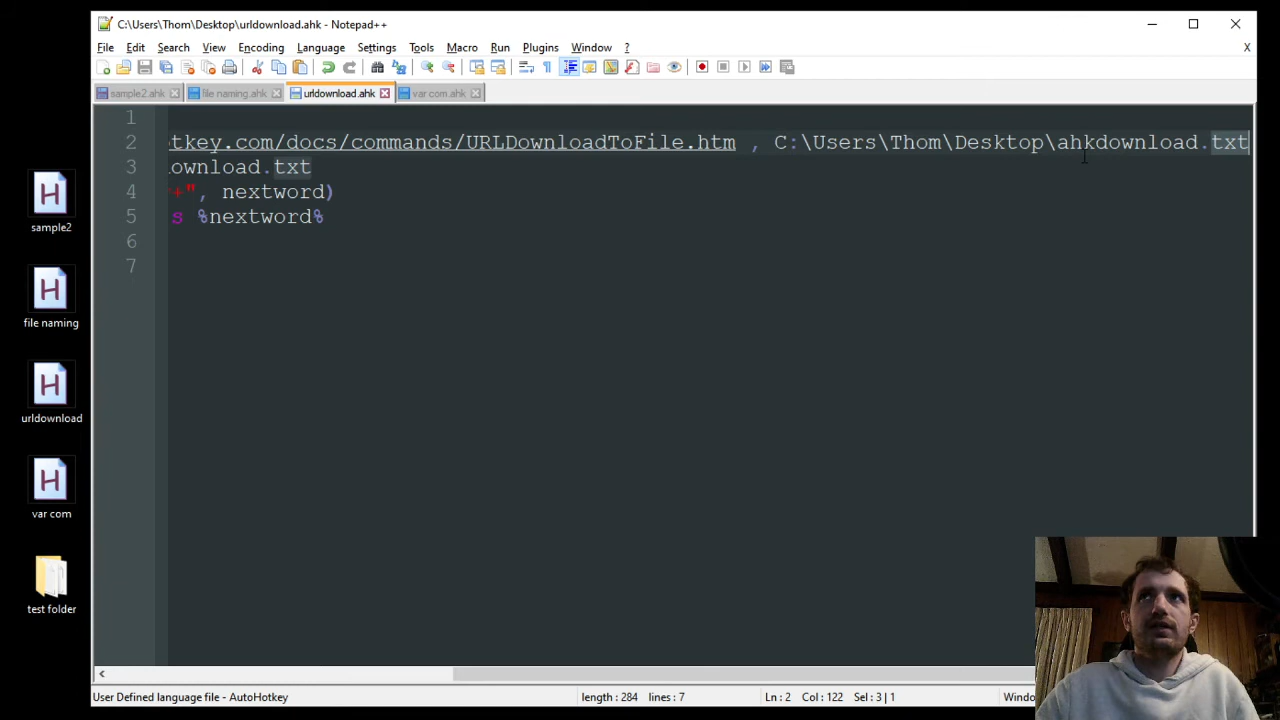 C:\Users\Thom\Desktop\urldownload.ahk - Notepad++
File Edit Search View Encoding Language Settings Tools Macro Run Plugins Window ? X
sample2.ahk file naming.ahk urldownload.ahk var com.ahk
1
2 tkey.com/docs/commands/URLDownloadToFile.htm , C:\Users\Thom\Desktop\ahkdownload.txt
3 ownload.txt
4 +", nextword)
5 s %nextword%
6
7
sample2
file naming
urldownload
var com
test folder
User Defined language file - AutoHotkey length : 284 lines : 7 Ln : 2 Col : 122 Sel : 3 | 1 Windo